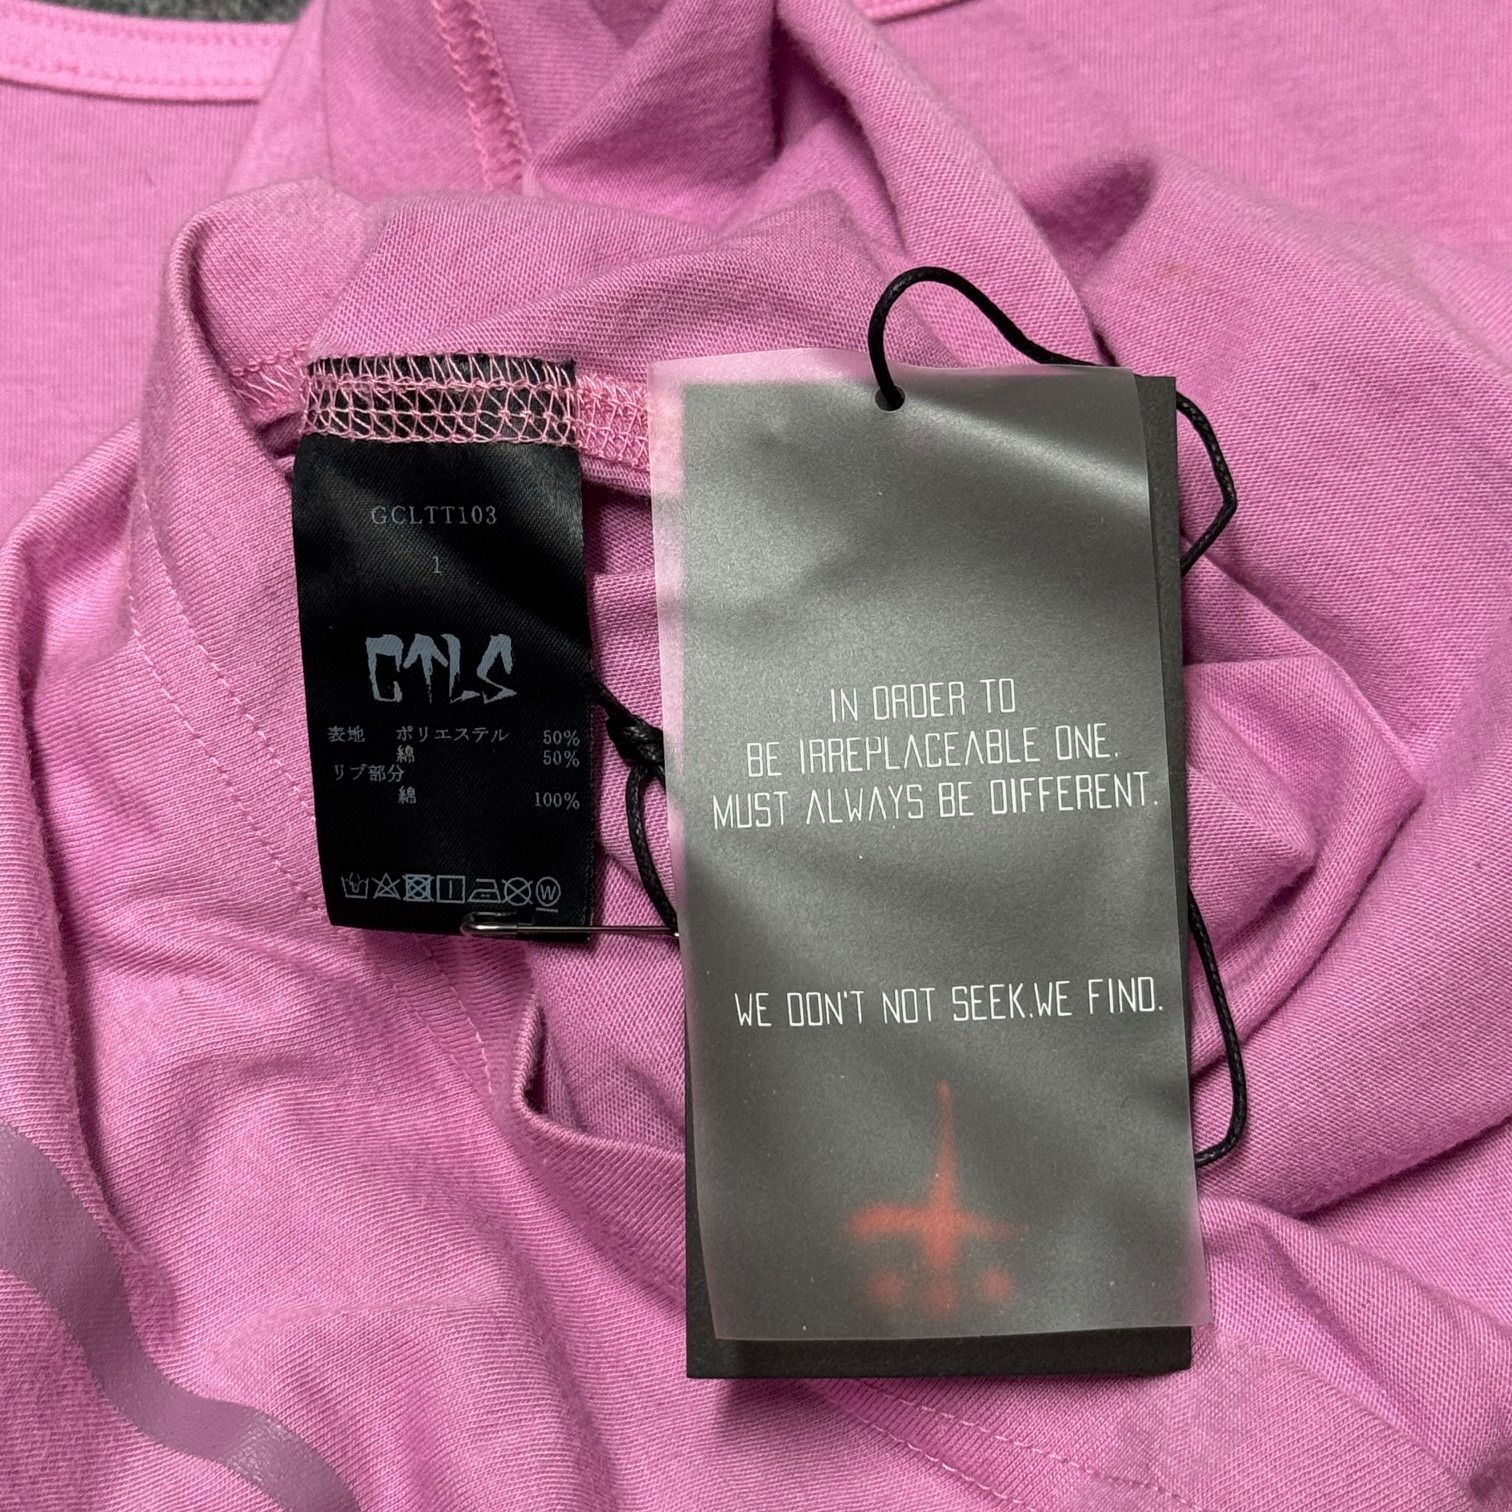 GCLTT103
1
CTLS
表地 ポリエステル 50%
綿 50%
リブ部分
綿 100%
W
IN ORDER TO
BE IRREPLACEABLE ONE.
MUST ALWAYS BE DIFFERENT.
WE DON'T NOT SEEK.WE FIND.